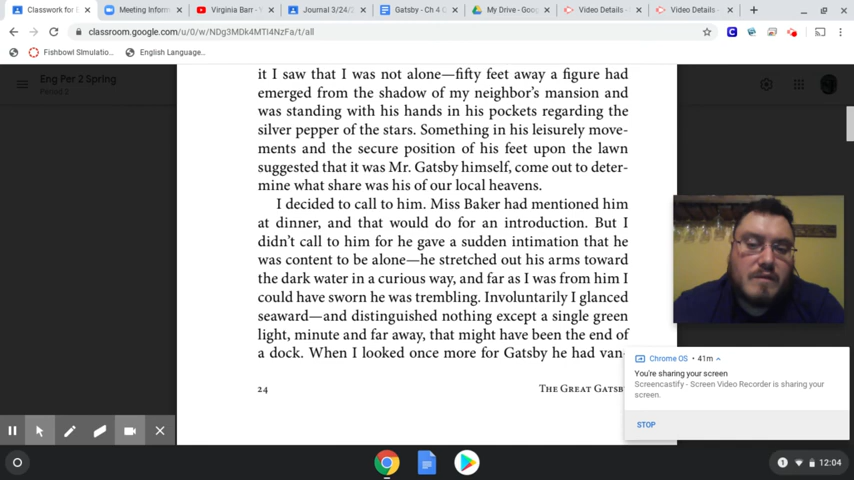 Classwork for E
Meeting Inform
Virginia Barr -
Journal 3/24/2
Gatsby - Ch 4 C
My Drive - Goog
Video Details -
Video Details -
classroom.google.com/u/0/w/NDg3MDk4MTI4NzFa/t/all
Fishbowl SImulatio...
English Language...
Eng Per 2 Spring
Period 2
it I saw that I was not alone—fifty feet away a figure had
emerged from the shadow of my neighbor's mansion and
was standing with his hands in his pockets regarding the
silver pepper of the stars. Something in his leisurely move-
ments and the secure position of his feet upon the lawn
suggested that it was Mr. Gatsby himself, come out to deter-
mine what share was his of our local heavens.
I decided to call to him. Miss Baker had mentioned him
at dinner, and that would do for an introduction. But I
didn't call to him for he gave a sudden intimation that he
was content to be alone—he stretched out his arms toward
the dark water in a curious way, and far as I was from him I
could have sworn he was trembling. Involuntarily I glanced
seaward—and distinguished nothing except a single green
light, minute and far away, that might have been the end of
a dock. When I looked once more for Gatsby he had van-
24
The Great Gatsb
Chrome OS • 41m
You're sharing your screen
Screencastify - Screen Video Recorder is sharing your
screen.
STOP
1
12:04